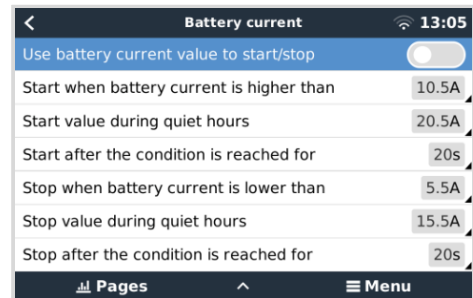 Battery current 13:05
Use battery current value to start/stop
Start when battery current is higher than 10.5A
Start value during quiet hours 20.5A
Start after the condition is reached for 20s
Stop when battery current is lower than 5.5A
Stop value during quiet hours 15.5A
Stop after the condition is reached for 20s
Pages Menu